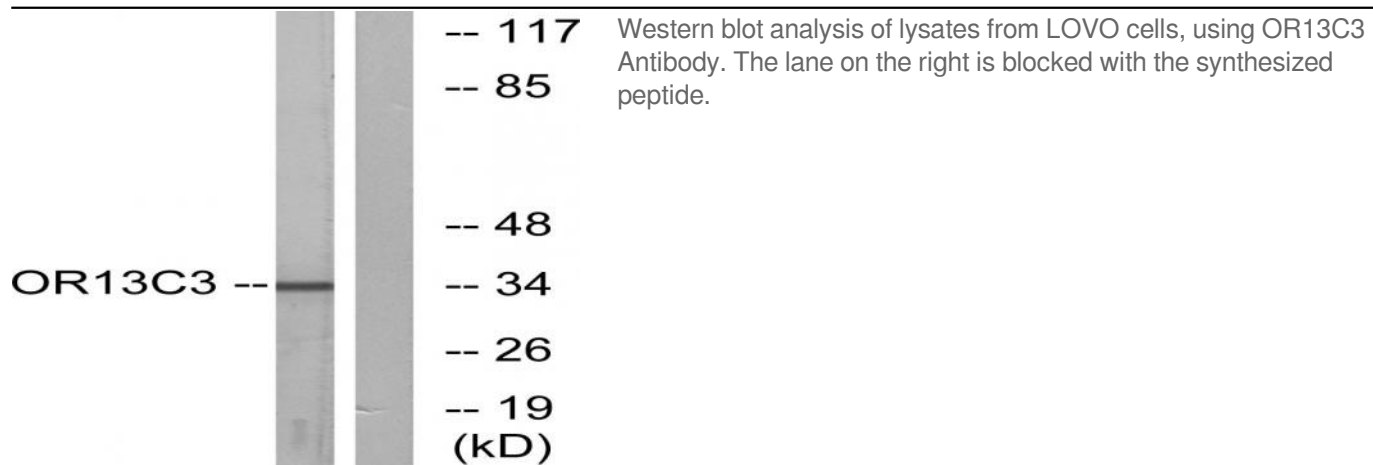 -- 117
-- 85
-- 48
OR13C3 --
-- 34
-- 26
-- 19
(kD)
Western blot analysis of lysates from LOVO cells, using OR13C3
Antibody. The lane on the right is blocked with the synthesized
peptide.